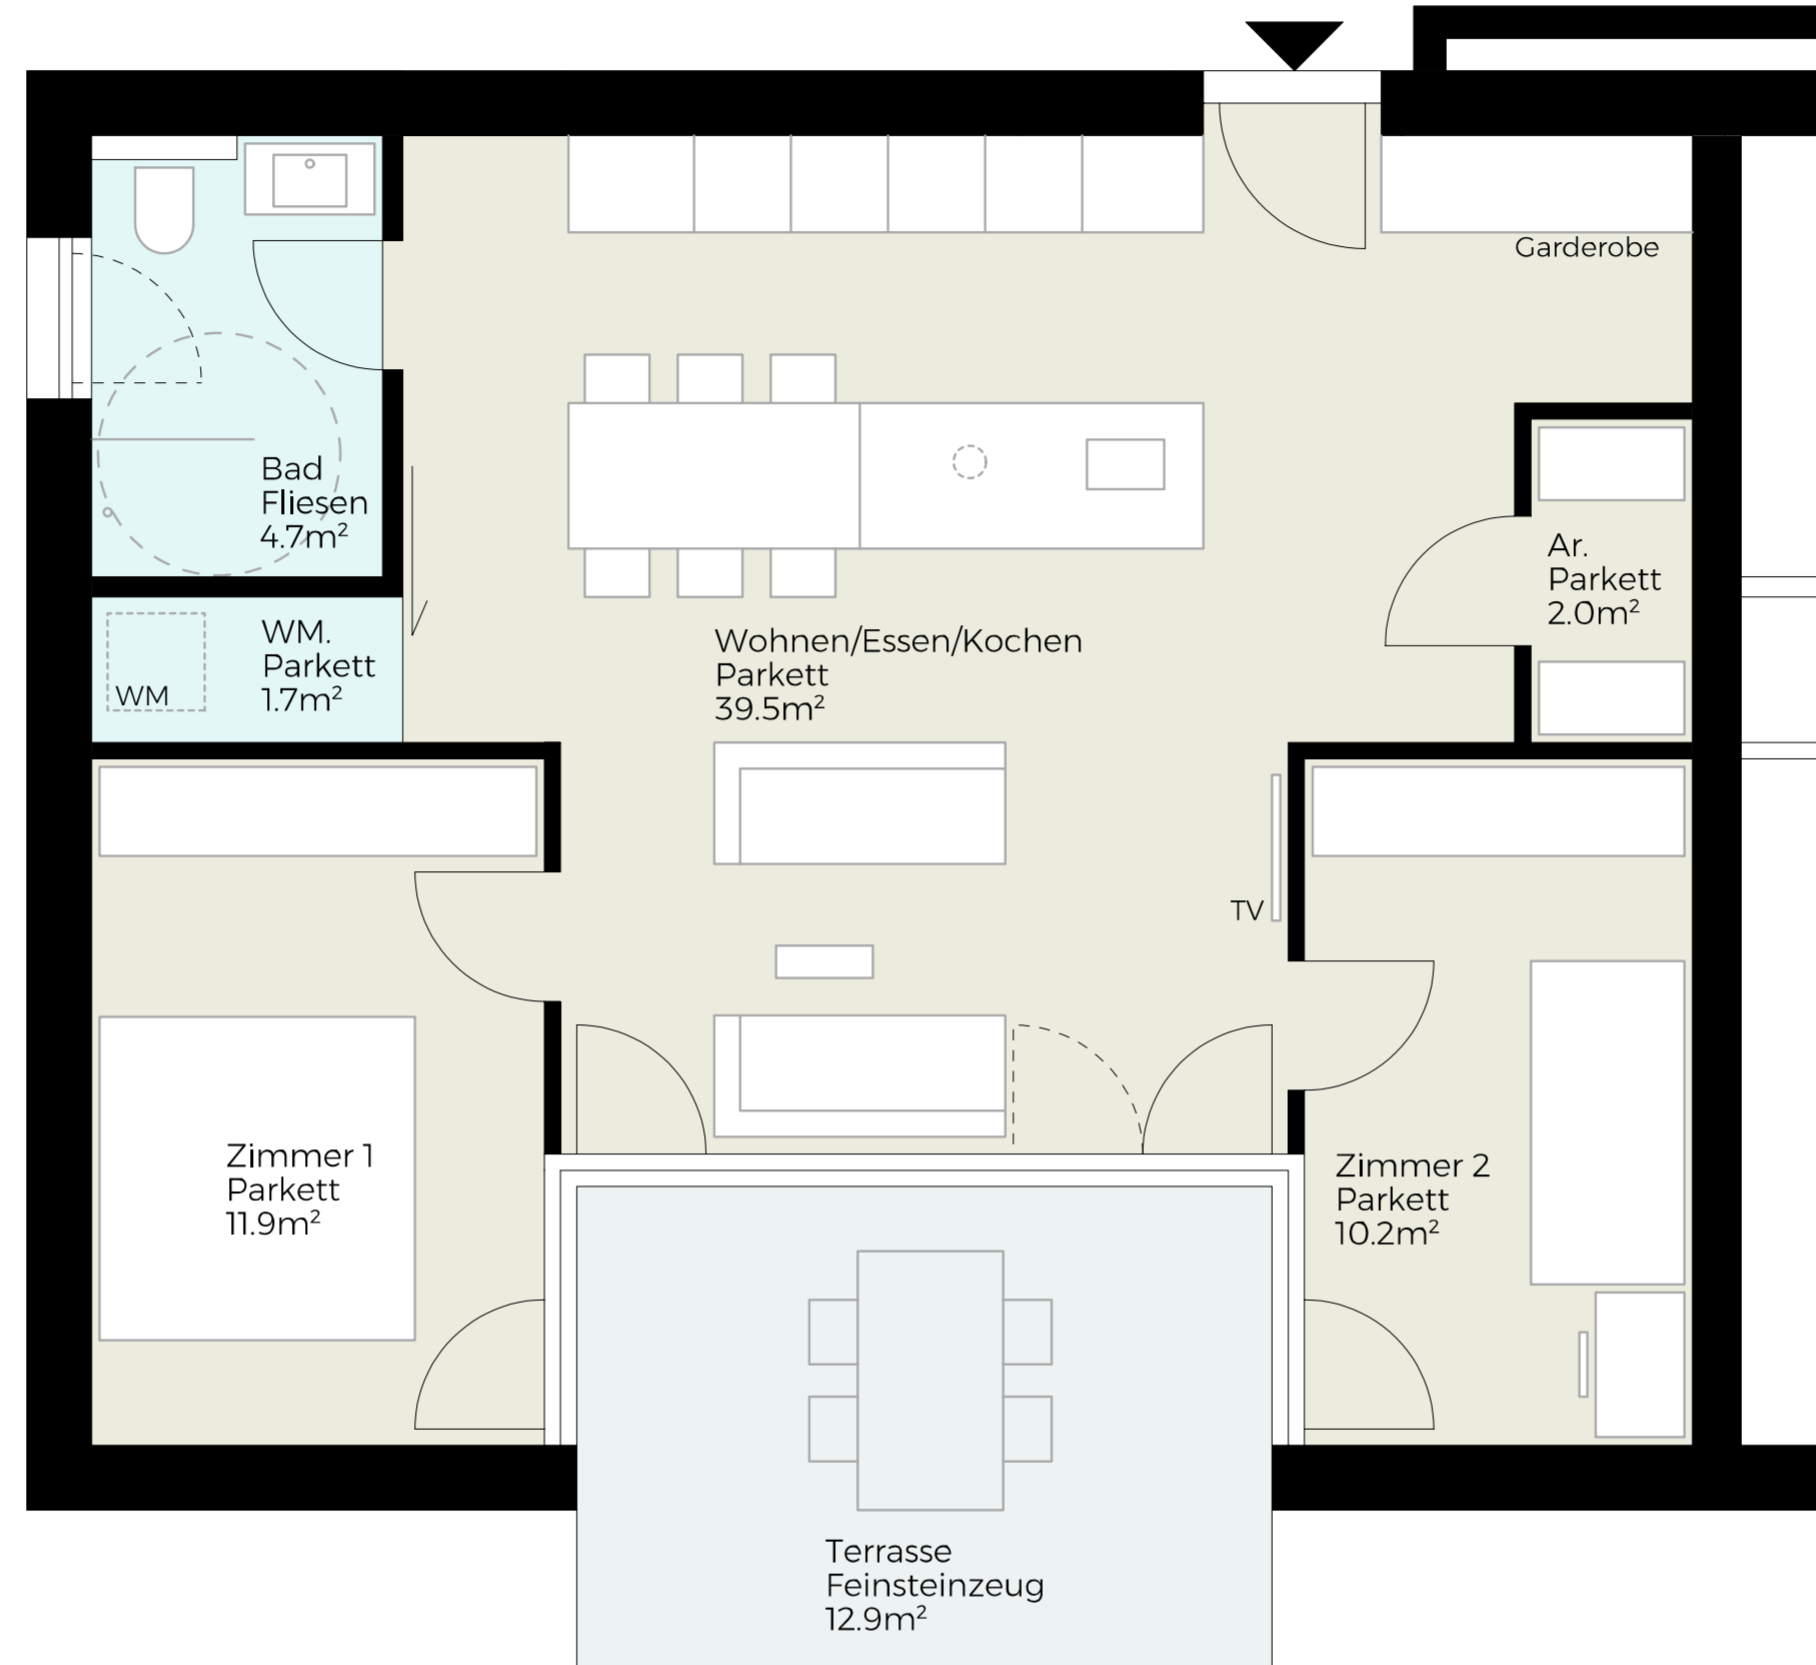 Garderobe
Bad
Fliesen
4.7m²
Ar.
Parkett
2.0m²
WM.
Parkett
1.7m²
WM
Wohnen/Essen/Kochen
Parkett
39.5m²
TV
Zimmer 1
Parkett
11.9m²
Zimmer 2
Parkett
10.2m²
Terrasse
Feinsteinzeug
12.9m²